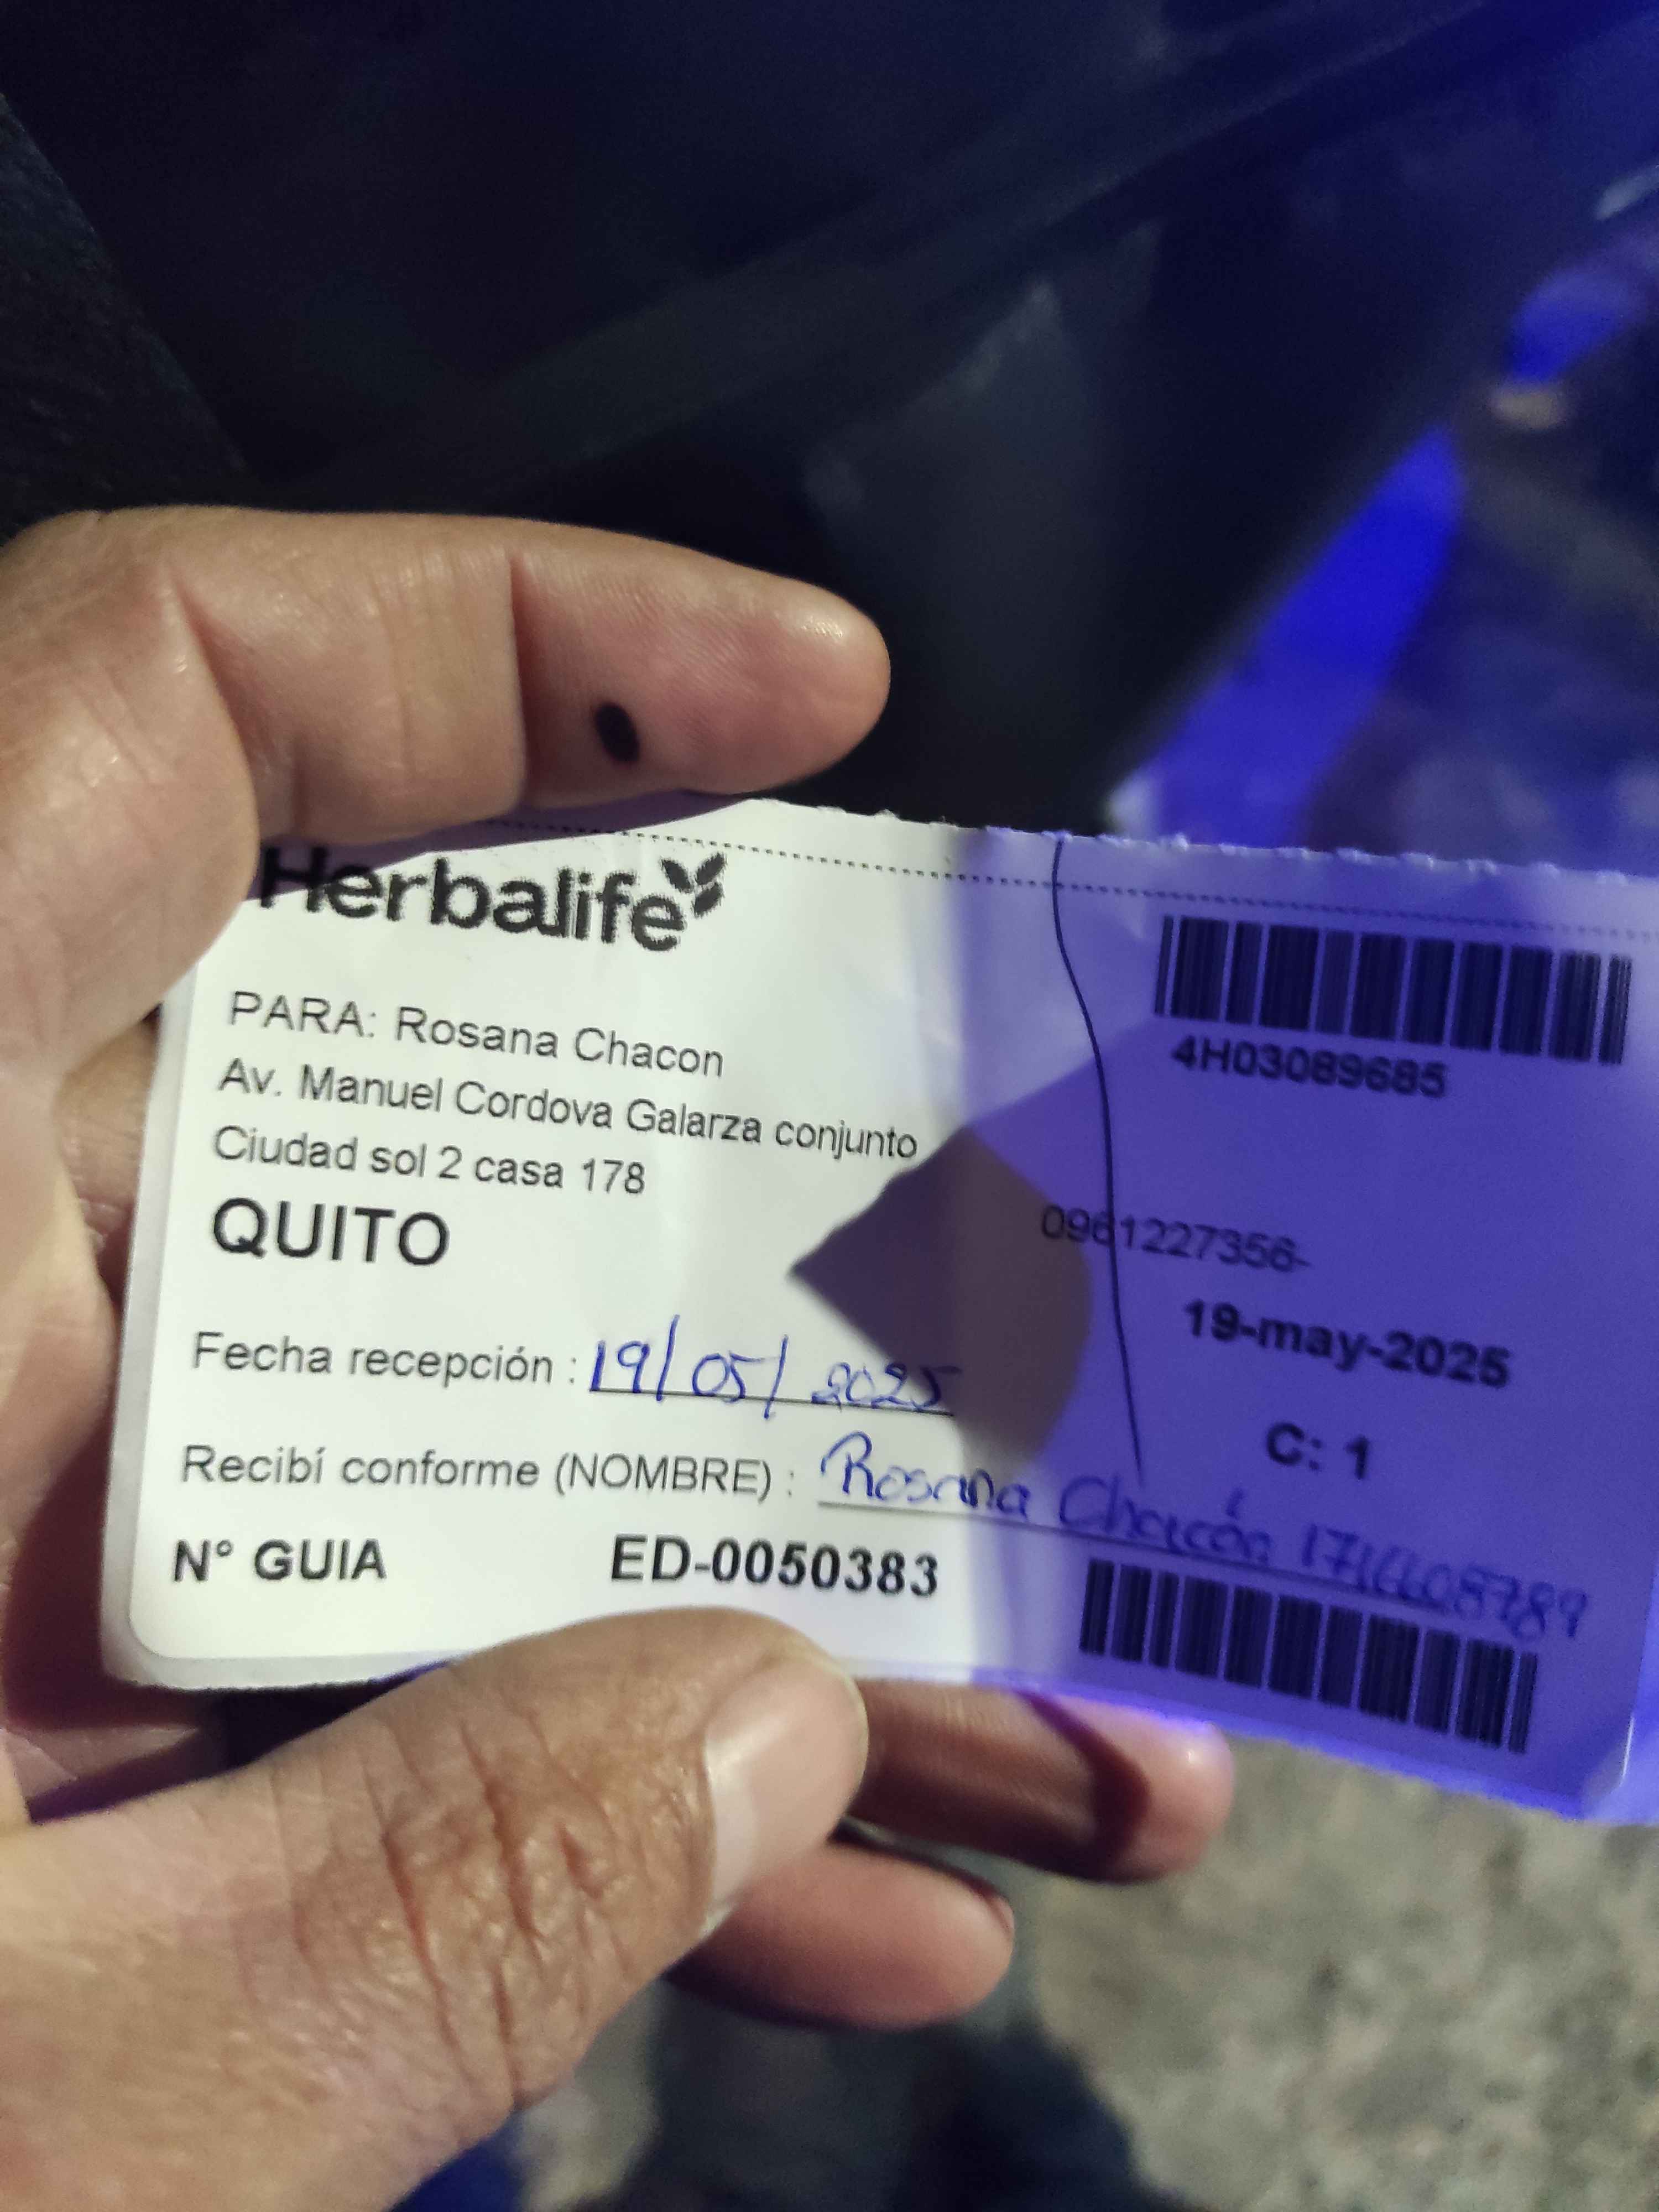 Herbalife
PARA: Rosana Chacon
Av. Manuel Cordova Galarza conjunto
Ciudad sol 2 casa 178
QUITO
4H03089685
0961227356-
19-may-2025
C: 1
Fecha recepción : 19/05/2025
Recibí conforme (NOMBRE) : Rosana Chacón
N° GUIA ED-0050383